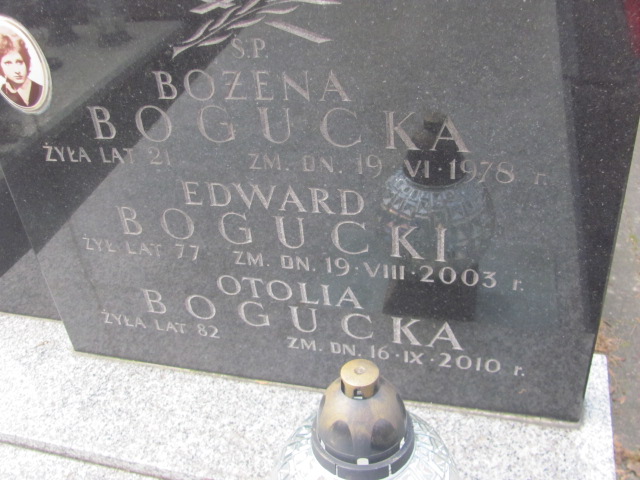 Ś.P.
BOŻENA
BOGUCKA
ŻYŁA LAT 21 ZM. DN. 19·VI·1978 r.
EDWARD
BOGUCKI
ŻYŁ LAT 77 ZM. DN. 19·VIII·2003 r.
OTOLIA
BOGUCKA
ŻYŁA LAT 82 ZM. DN. 16·IX·2010 r.